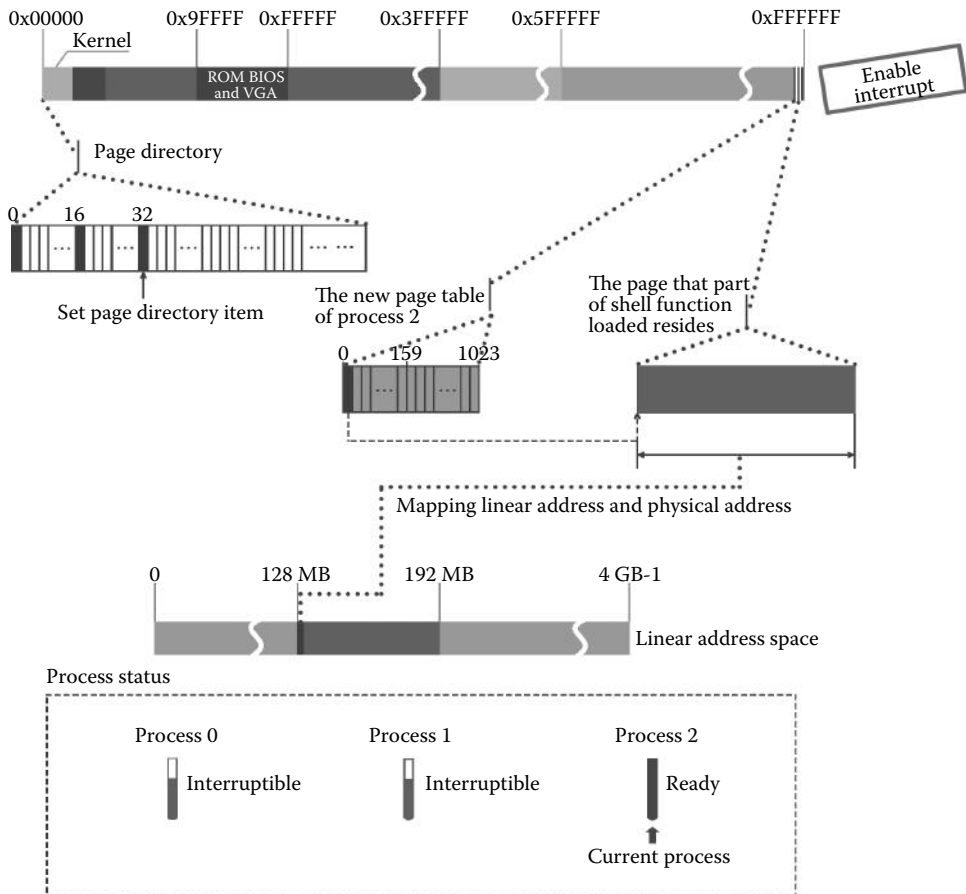 0x00000 0x9FFFF 0xFFFFF 0x3FFFFF 0x5FFFFF 0xFFFFFF
Kernel
ROM BIOS
and VGA
Enable
interrupt
Page directory
0 16 32
... ... ... ... ... ...
Set page directory item
The new page table
of process 2
0 159 1023
... ...
The page that part
of shell function
loaded resides
Mapping linear address and physical address
0 128 MB 192 MB 4 GB-1
Linear address space
Process status
Process 0 Process 1 Process 2
Interruptible Interruptible Ready
Current process